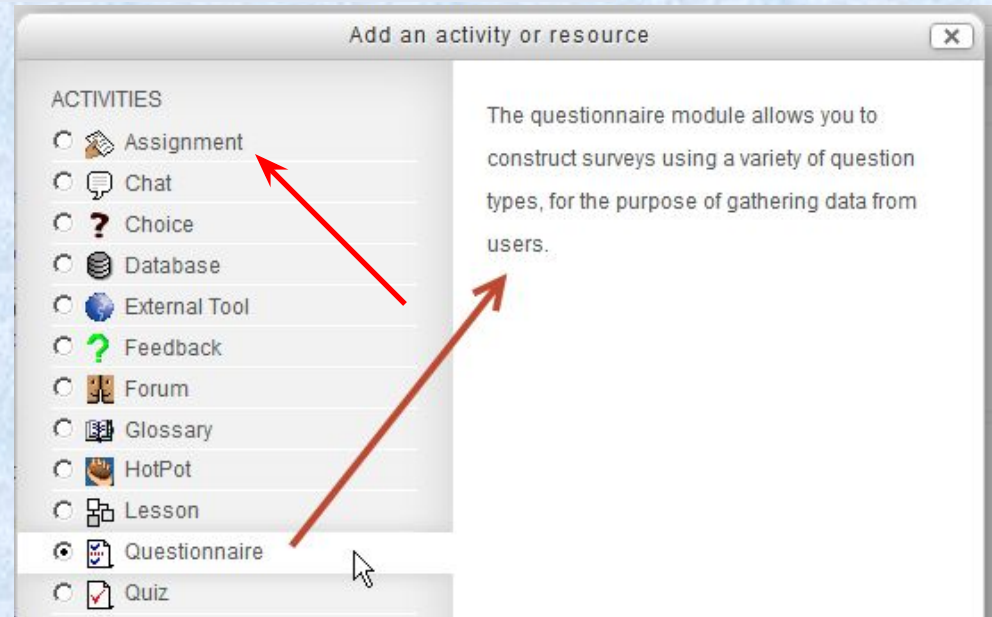 Add an activity or resource
ACTIVITIES
Assignment
Chat
Choice
Database
External Tool
Feedback
Forum
Glossary
HotPot
Lesson
Questionnaire
Quiz
The questionnaire module allows you to
construct surveys using a variety of question
types, for the purpose of gathering data from
users.